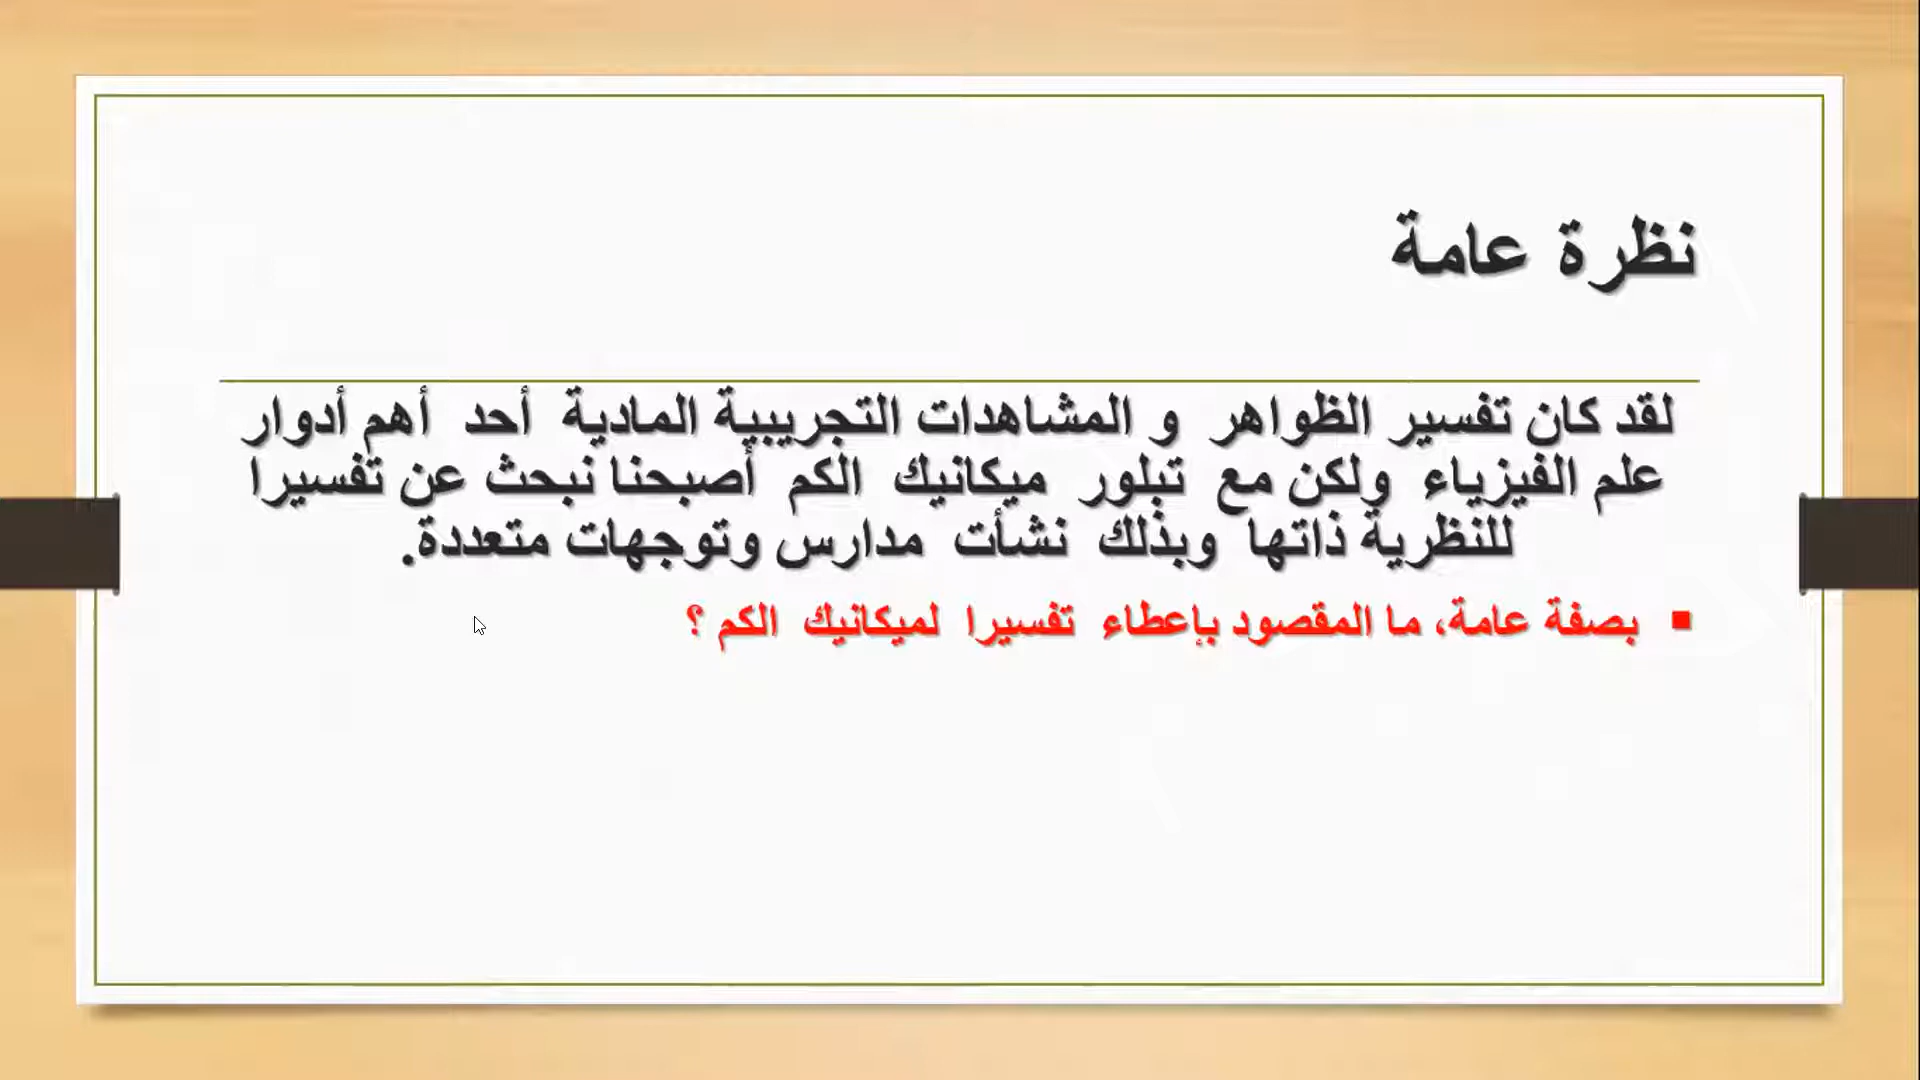 نظرة عامة
لقد كان تفسير الظواهر و المشاهدات التجريبية المادية أحد أهم أدوار
علم الفيزياء ولكن مع تبلور ميكانيك الكم أصبحنا نبحث عن تفسيرا
للنظرية ذاتها وبذلك نشأت مدارس وتوجهات متعددة.
▪ بصفة عامة، ما المقصود بإعطاء تفسيرا لميكانيك الكم ؟